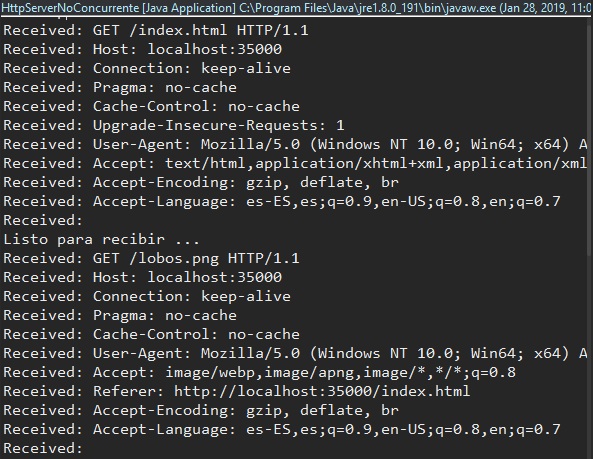 HttpServerNoConcurrente [Java Application] C:\Program Files\Java\jre1.8.0_191\bin\javaw.exe (Jan 28, 2019, 11:0
Received: GET /index.html HTTP/1.1
Received: Host: localhost:35000
Received: Connection: keep-alive
Received: Pragma: no-cache
Received: Cache-Control: no-cache
Received: Upgrade-Insecure-Requests: 1
Received: User-Agent: Mozilla/5.0 (Windows NT 10.0; Win64; x64) A
Received: Accept: text/html,application/xhtml+xml,application/xml
Received: Accept-Encoding: gzip, deflate, br
Received: Accept-Language: es-ES,es;q=0.9,en-US;q=0.8,en;q=0.7
Received:
Listo para recibir ...
Received: GET /lobos.png HTTP/1.1
Received: Host: localhost:35000
Received: Connection: keep-alive
Received: Pragma: no-cache
Received: Cache-Control: no-cache
Received: User-Agent: Mozilla/5.0 (Windows NT 10.0; Win64; x64) A
Received: Accept: image/webp,image/apng,image/*,*/*;q=0.8
Received: Referer: http://localhost:35000/index.html
Received: Accept-Encoding: gzip, deflate, br
Received: Accept-Language: es-ES,es;q=0.9,en-US;q=0.8,en;q=0.7
Received: